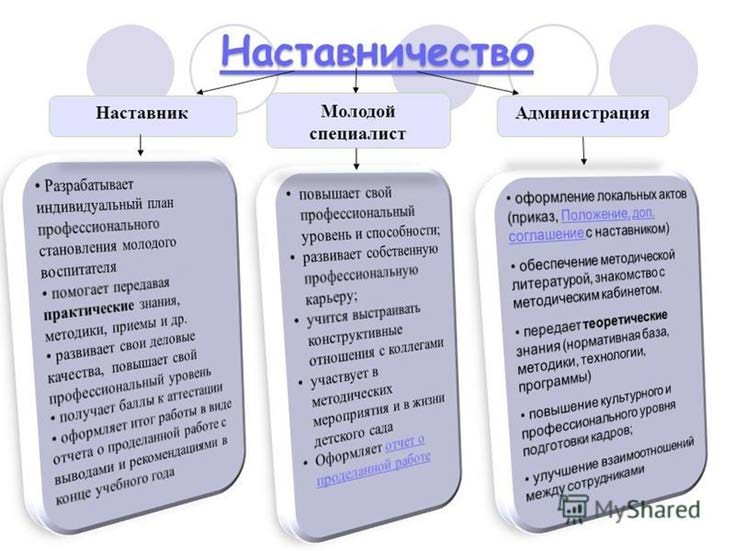 Наставничество
Наставник
Молодой
специалист
Администрация
• Разрабатывает
индивидуальный план
профессионального
становления молодого
воспитателя
• помогает передавая
практические знания,
методики, приемы и др.
• развивает свои деловые
качества, повышает свой
профессиональный уровень
• получает баллы к аттестации
• оформляет итог работы в виде
отчета о проделанной работе с
выводами и рекомендациями в
конце учебного года
• повышает свой
профессиональный
уровень и способности;
• развивает собственную
профессиональную
карьеру;
• учится выстраивать
конструктивные
отношения с коллегами
• участвует в
методических
мероприятия и в жизни
детского сада
• Оформляет отчет о
проделанной работе
• оформление локальных актов
(приказ, Положение, доп.
соглашение с наставником)
• обеспечение методической
литературой, знакомство с
методическим кабинетом.
• передает теоретические
знания (нормативная база,
методики, технологии,
программы)
• повышение культурного и
профессионального уровня
подготовки кадров;
• улучшение взаимоотношений
между сотрудниками
MyShared